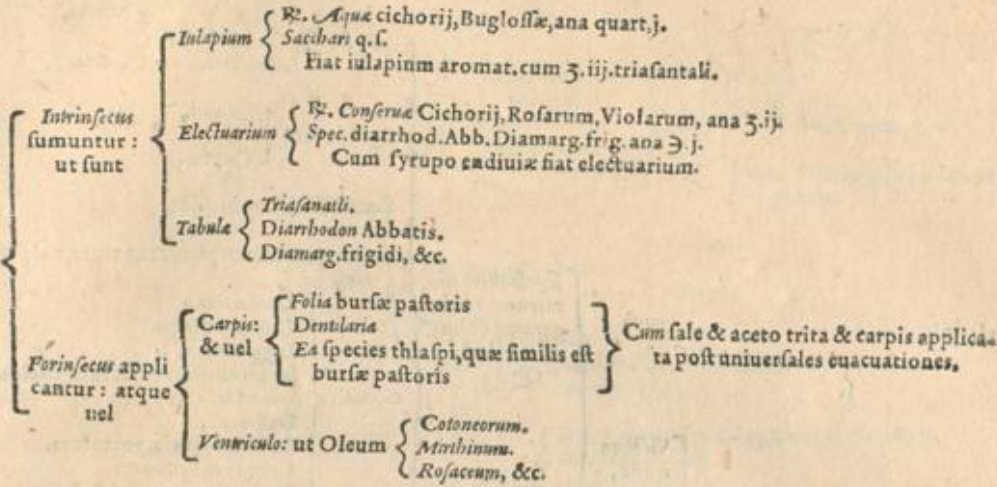 ℞. Aquæ cichorij, Bugloſſæ, ana quart. j.
Iulapium
Sacchari q. ſ.
Fiat iulapium aromat. cum ʒ. iij. triaſantali.
Intrinſecus
ſumuntur :
ut ſunt
℞. Conſeruæ Cichorij, Roſarum, Violarum, ana ʒ. ij.
Electuarium
Spec. diarrhod. Abb. Diamarg. frig. ana ℈. j.
Cum ſyrupo endiuiæ fiat electuarium.
Triaſantali.
Tabulæ
Diarrhodon Abbatis.
Diamarg. frigidi, &c.
Forinſecus appli
cantur : atque
uel
Carpis:
& uel
Folia burſæ paſtoris
Dentilaria
Ea ſpecies thlaſpi, quæ ſimilis eſt
burſæ paſtoris
Cum ſale & aceto trita & carpis applica-
ta poſt uniuerſales euacuationes.
Ventriculo: ut Oleum
Cotoneorum.
Mirthinum.
Roſaceum, &c.